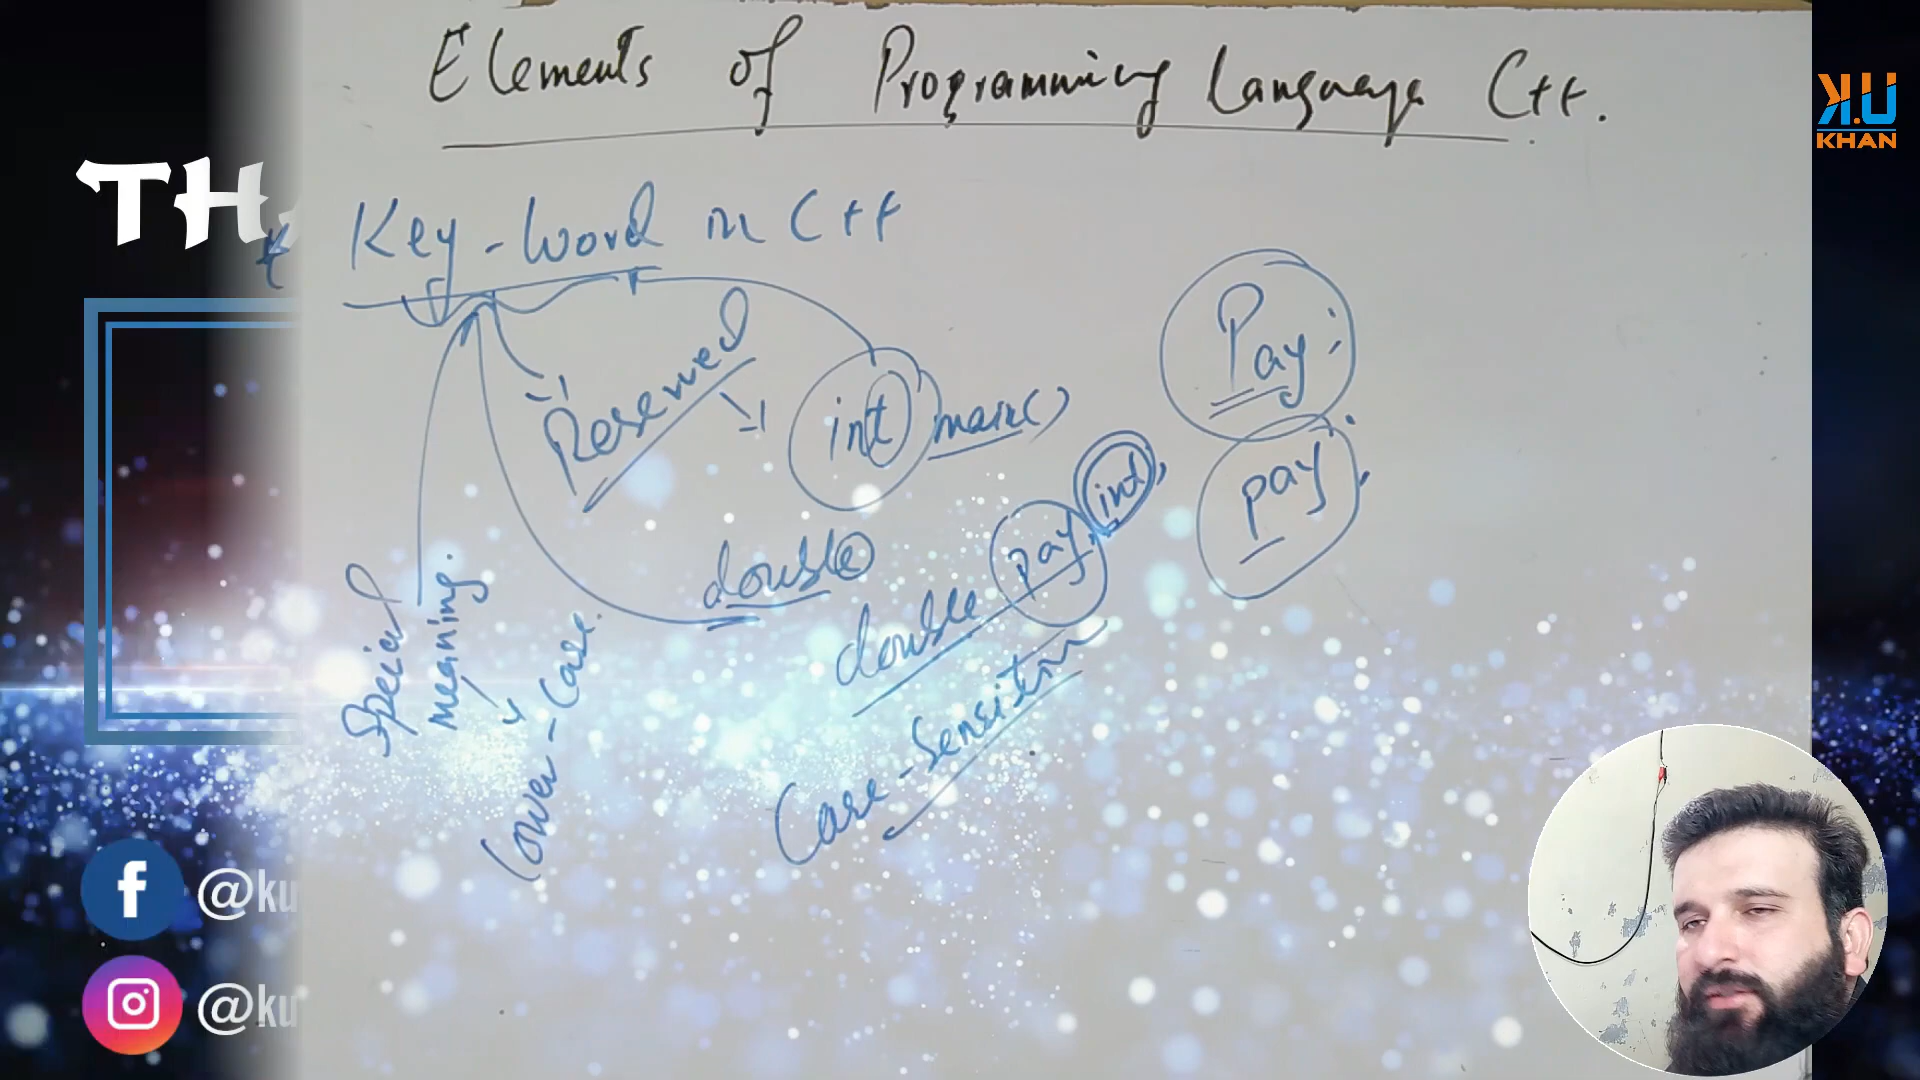 Elements of Programming Language C++.
K.U
KHAN
TH
* Key-Word in C++
Reserved
int main()
Pay;
pay;
double
double pay, int,
Special
meaning.
Lower-Case.
Case-Sensitive
@ku
@ku